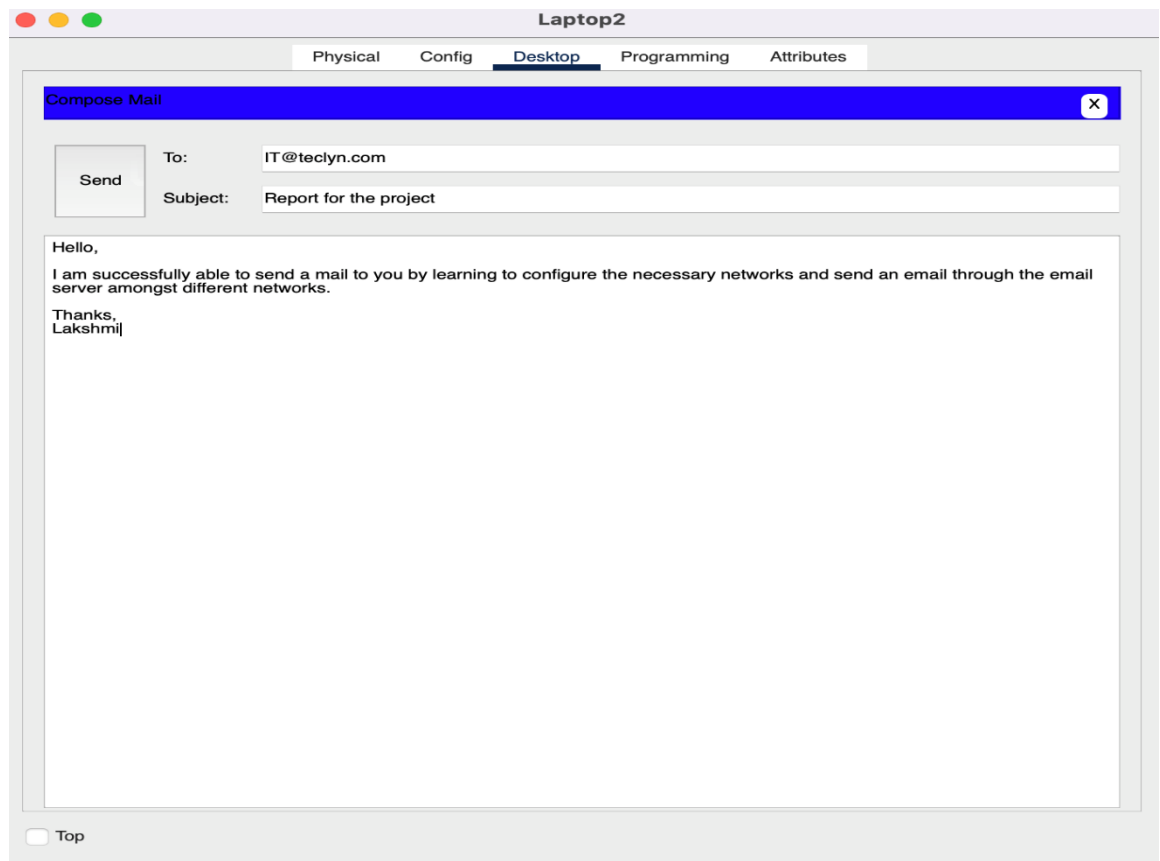 Laptop2
Physical Config Desktop Programming Attributes
Compose Mail X
Send
To: IT@teclyn.com
Subject: Report for the project
Hello,
I am successfully able to send a mail to you by learning to configure the necessary networks and send an email through the email
server amongst different networks.
Thanks,
Lakshmi
Top